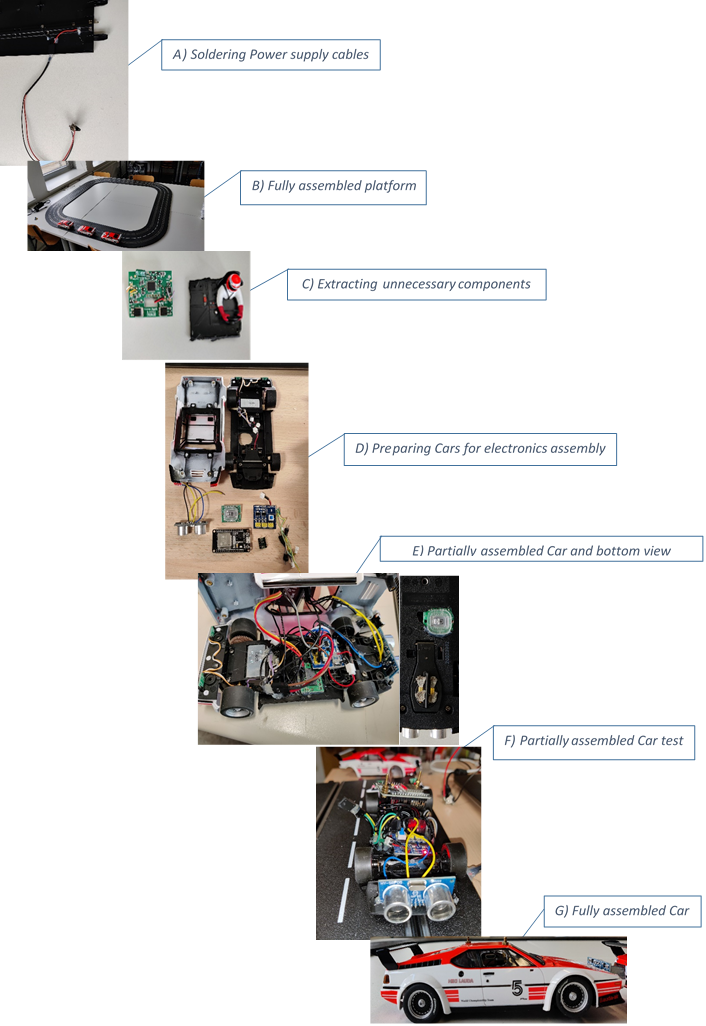 A) Soldering Power supply cables
B) Fully assembled platform
C) Extracting unnecessary components
D) Preparing Cars for electronics assembly
E) Partially assembled Car and bottom view
F) Partially assembled Car test
G) Fully assembled Car
5